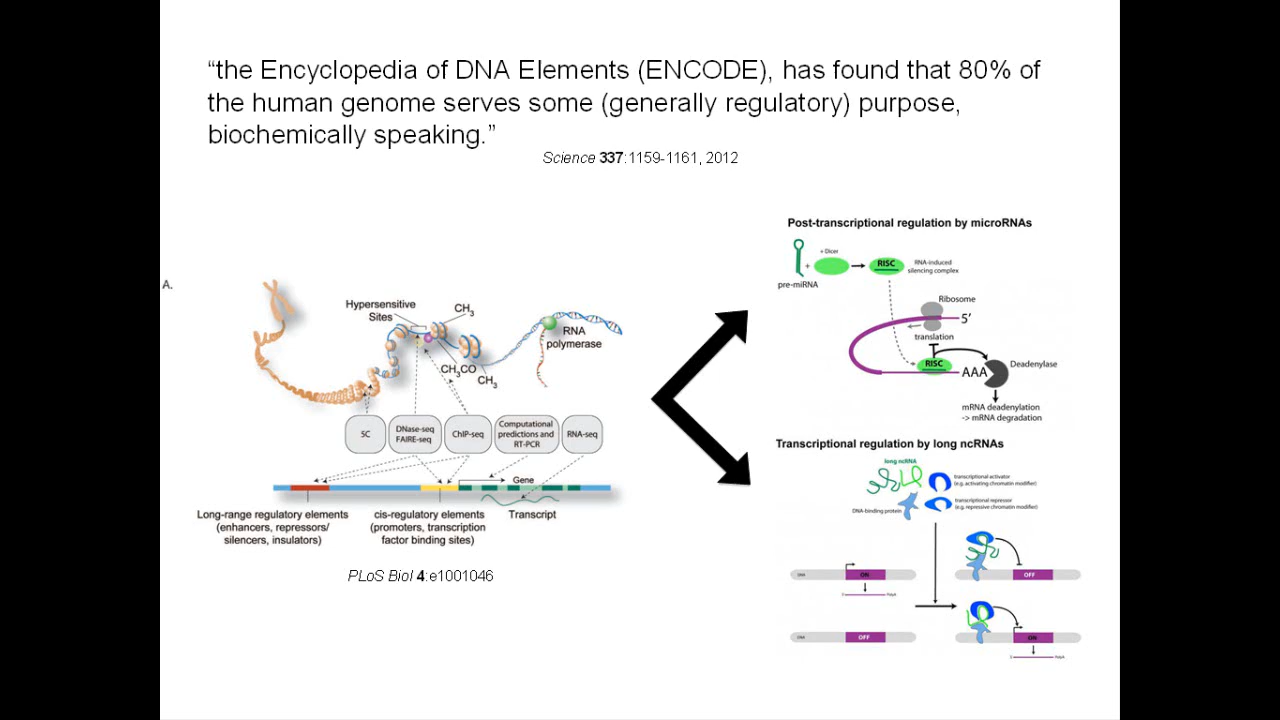 “the Encyclopedia of DNA Elements (ENCODE), has found that 80% of
the human genome serves some (generally regulatory) purpose,
biochemically speaking.”
Science 337:1159-1161, 2012
A.
Hypersensitive
Sites
CH3
RNA
polymerase
CH3CO
CH3
5C
DNase-seq
FAIRE-seq
ChIP-seq
Computational
predictions and
RT-PCR
RNA-seq
Gene
Long-range regulatory elements
(enhancers, repressors/
silencers, insulators)
cis-regulatory elements
(promoters, transcription
factor binding sites)
Transcript
PLoS Biol 4:e1001046
Post-transcriptional regulation by microRNAs
+ Dicer
+
RISC
RNA-induced
silencing complex
pre-miRNA
Ribosome
5’
translation
RISC
AAA
Deadenylase
mRNA deadenylation
-> mRNA degradation
Transcriptional regulation by long ncRNAs
long ncRNA
transcriptional activator
(e.g. activating chromatin modifier)
transcriptional repressor
(e.g. repressive chromatin modifier)
DNA-binding protein
DNA
ON
OFF
PolyA
DNA
OFF
ON
PolyA